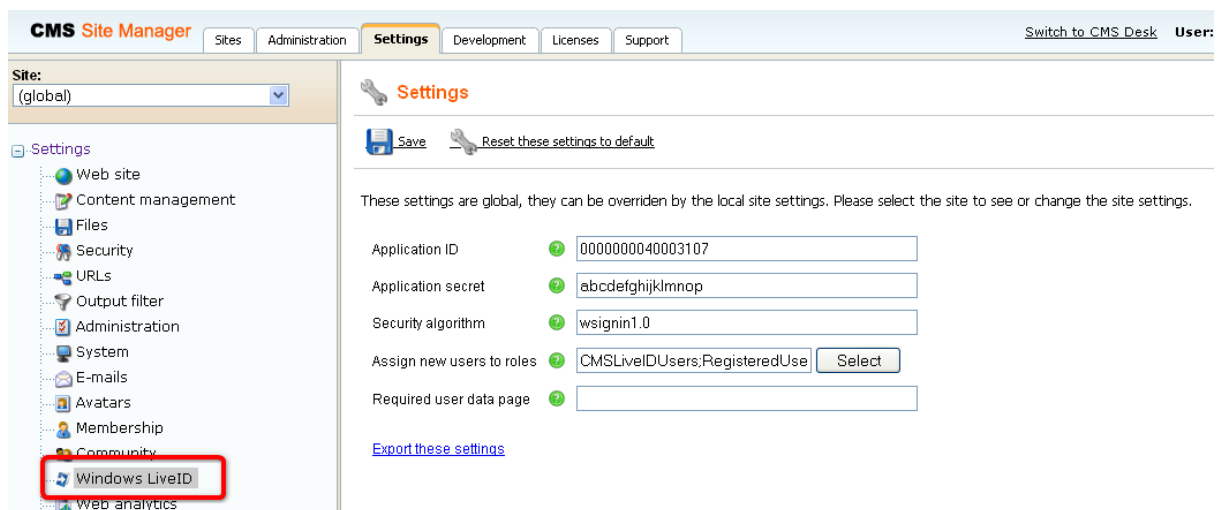 CMS Site Manager
Sites Administration Settings Development Licenses Support
Switch to CMS Desk User:
Site:
(global)
Settings
Web site
Content management
Files
Security
URLs
Output filter
Administration
System
E-mails
Avatars
Membership
Community
Windows LiveID
Web analytics
Settings
Save Reset these settings to default
These settings are global, they can be overriden by the local site settings. Please select the site to see or change the site settings.
Application ID 0000000040003107
Application secret abcdefghijklmnop
Security algorithm wsignin1.0
Assign new users to roles CMSLiveIDUsers;RegisteredUse Select
Required user data page
Export these settings